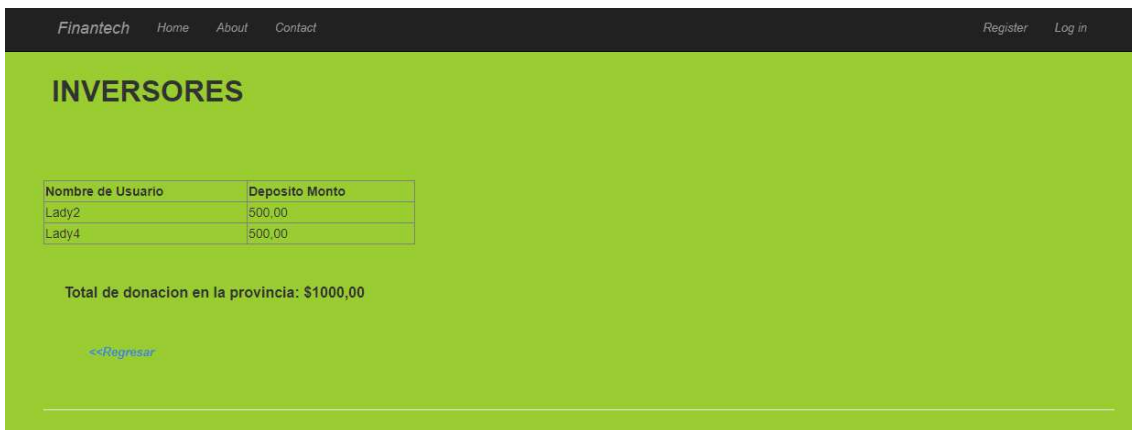 Finantech Home About Contact Register Log in
INVERSORES
Nombre de Usuario Deposito Monto
Lady2 500,00
Lady4 500,00
Total de donacion en la provincia: $1000,00
<<Regresar